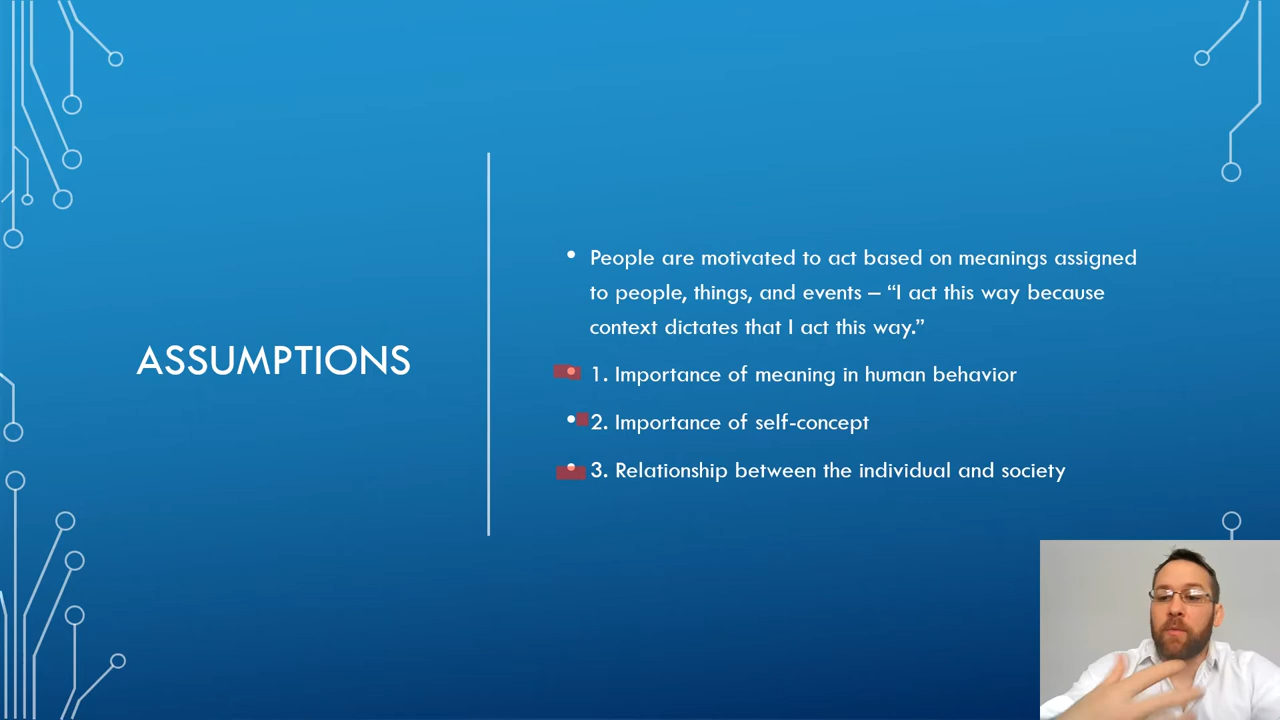 ASSUMPTIONS
• People are motivated to act based on meanings assigned
to people, things, and events – “I act this way because
context dictates that I act this way.”
• 1. Importance of meaning in human behavior
• 2. Importance of self-concept
• 3. Relationship between the individual and society